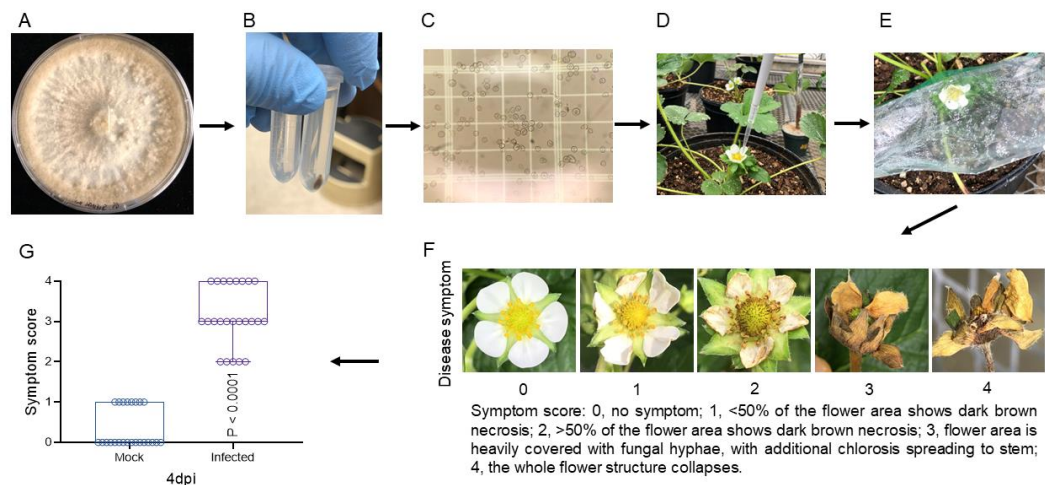 A
B
C
D
E
G
Symptom score
4
3
2
1
0
P < 0.0001
Mock
Infected
4dpi
F
Disease symptom
0
1
2
3
4
Symptom score: 0, no symptom; 1, <50% of the flower area shows dark brown
necrosis; 2, >50% of the flower area shows dark brown necrosis; 3, flower area is
heavily covered with fungal hyphae, with additional chlorosis spreading to stem;
4, the whole flower structure collapses.